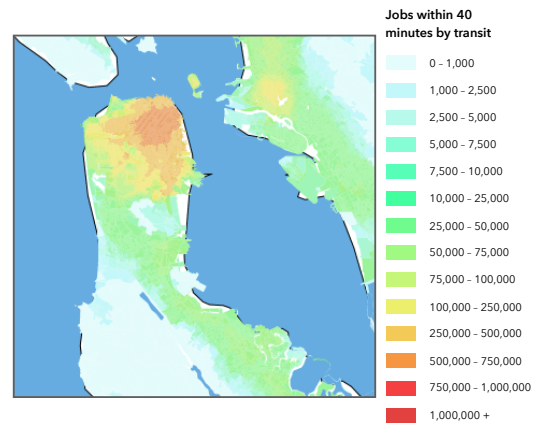 Jobs within 40
minutes by transit
0 - 1,000
1,000 - 2,500
2,500 - 5,000
5,000 - 7,500
7,500 - 10,000
10,000 - 25,000
25,000 - 50,000
50,000 - 75,000
75,000 - 100,000
100,000 - 250,000
250,000 - 500,000
500,000 - 750,000
750,000 - 1,000,000
1,000,000 +